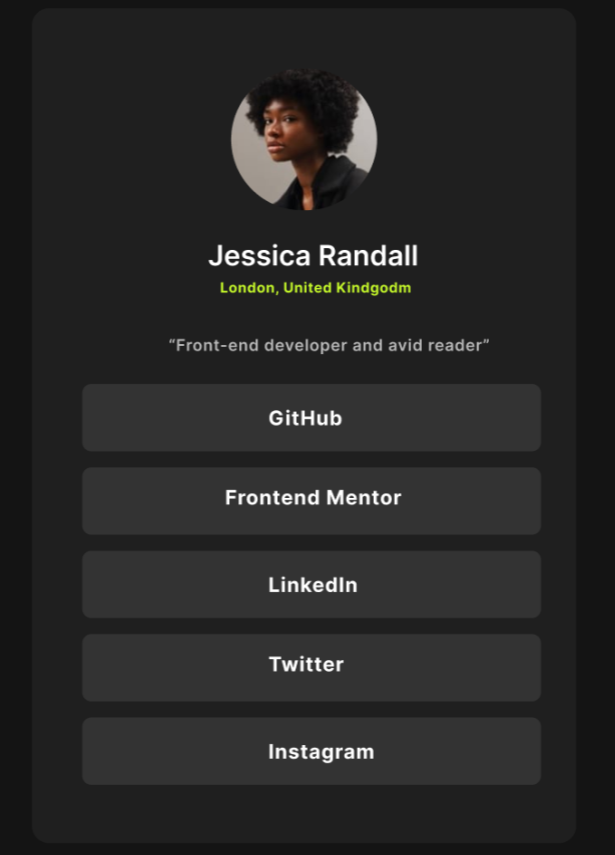 Jessica Randall
London, United Kindgodm
“Front-end developer and avid reader”
GitHub
Frontend Mentor
LinkedIn
Twitter
Instagram